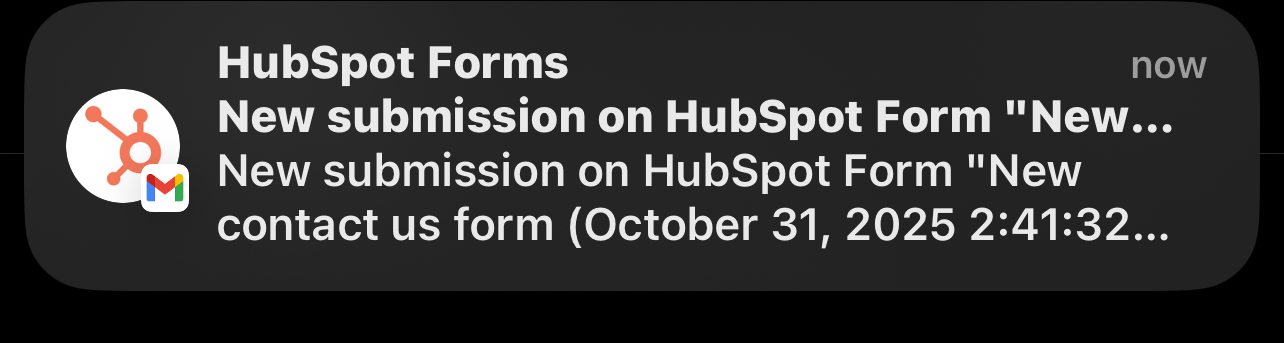 HubSpot Forms
now
New submission on HubSpot Form "New...
New submission on HubSpot Form "New
contact us form (October 31, 2025 2:41:32...